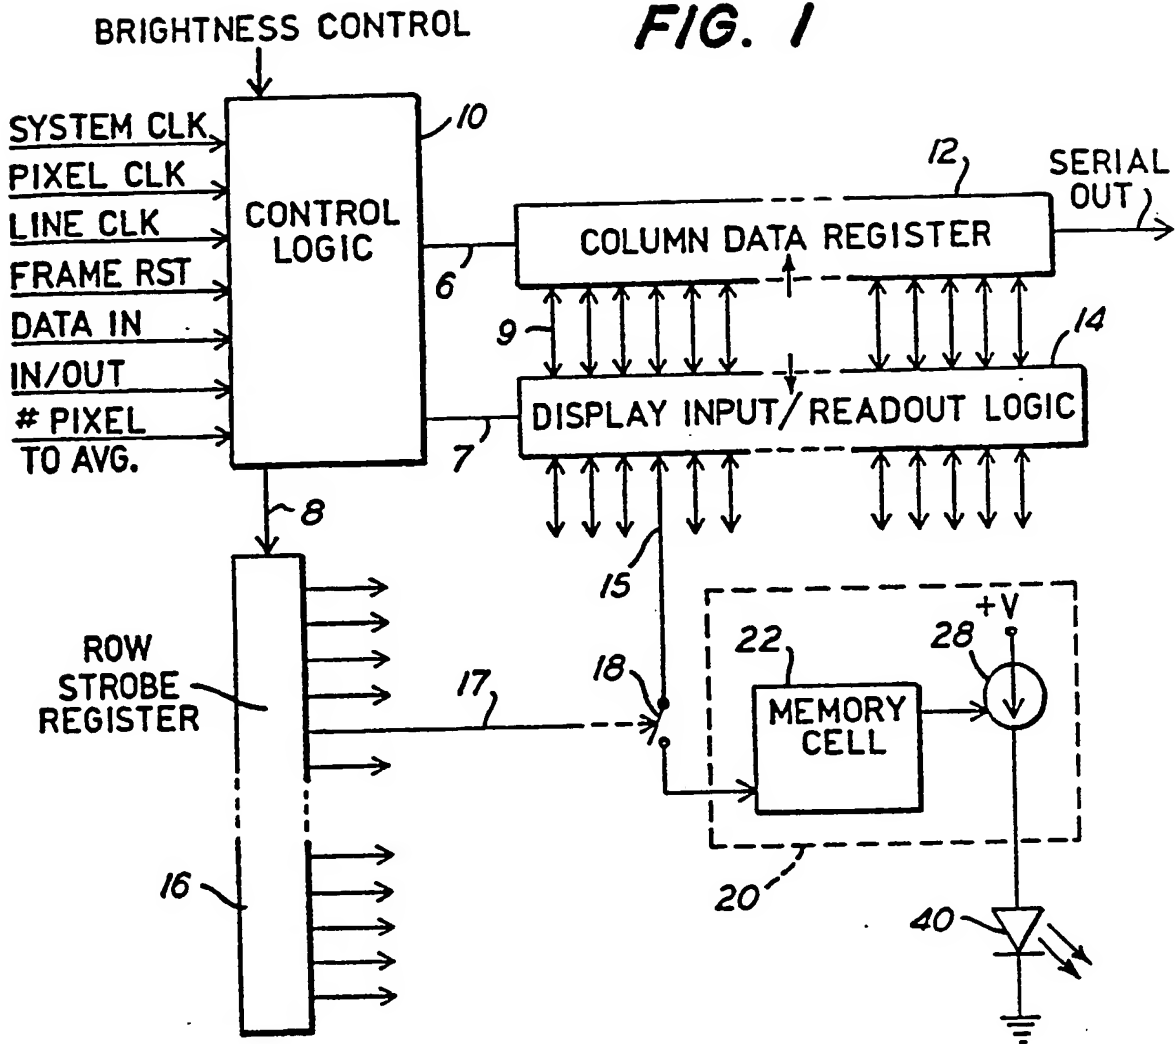 FIG. 1
BRIGHTNESS CONTROL
SYSTEM CLK
PIXEL CLK
LINE CLK
FRAME RST
DATA IN
IN/OUT
# PIXEL
TO AVG.
10
CONTROL
LOGIC
6
7
8
12
COLUMN DATA REGISTER
SERIAL
OUT
9
14
DISPLAY INPUT/READOUT LOGIC
15
ROW
STROBE
REGISTER
16
17
18
20
22
MEMORY
CELL
+V
28
40